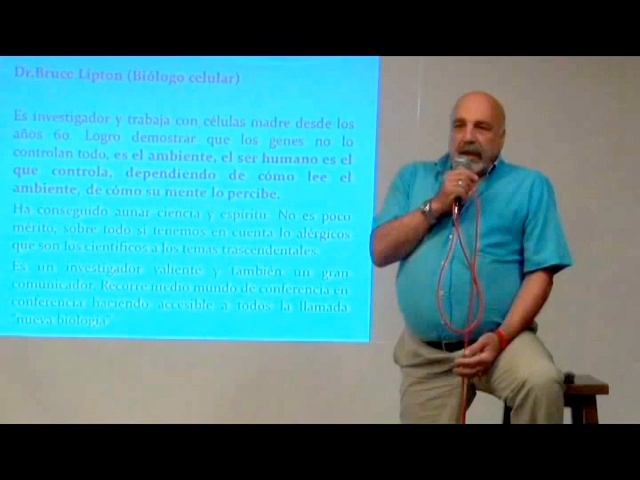 Dr.Bruce Lipton (Biólogo celular)
Es investigador y trabaja con células madre desde los
años 60. Logro demostrar que los genes no lo
controlan todo, es el ambiente, el ser humano es el
que controla, dependiendo de cómo lee el
ambiente, de cómo su mente lo percibe.
Ha conseguido aunar ciencia y espíritu. No es poco
mérito, sobre todo si tenemos en cuenta lo alérgicos
que son los científicos a los temas trascendentales.
Es un investigador valiente y también un gran
comunicador. Recorre medio mundo de conferencia en
conferencia haciendo accesible a todos la llamada
"nueva biología"